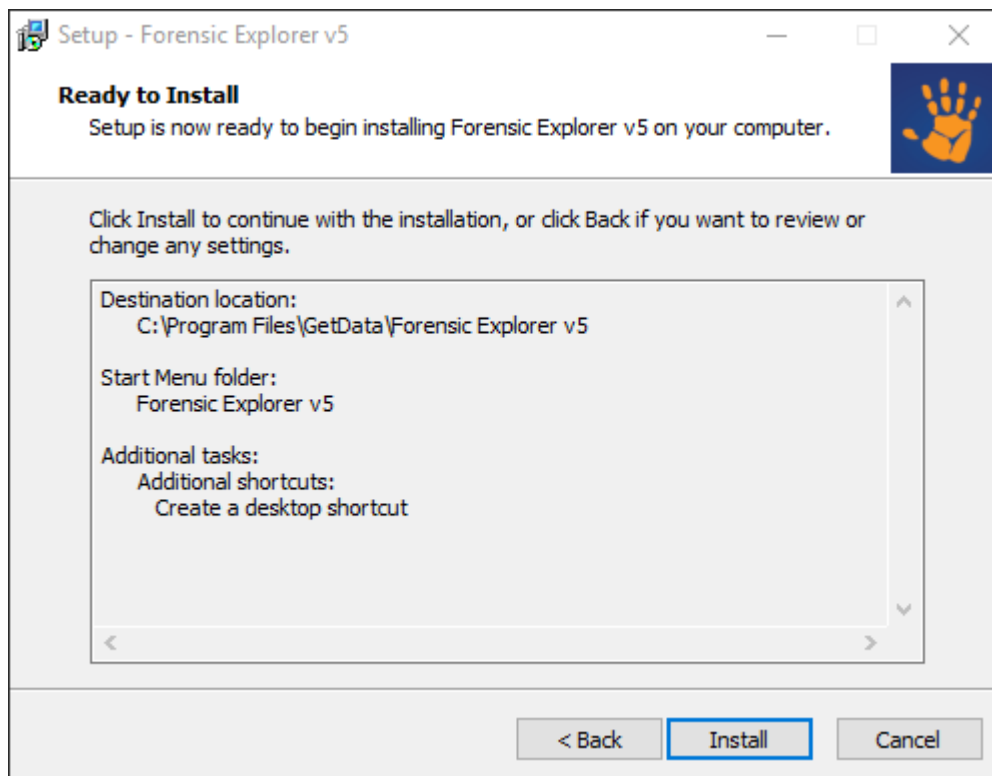 Setup - Forensic Explorer v5
Ready to Install
Setup is now ready to begin installing Forensic Explorer v5 on your computer.
Click Install to continue with the installation, or click Back if you want to review or
change any settings.
Destination location:
C:\Program Files\GetData\Forensic Explorer v5
Start Menu folder:
Forensic Explorer v5
Additional tasks:
Additional shortcuts:
Create a desktop shortcut
< Back Install Cancel